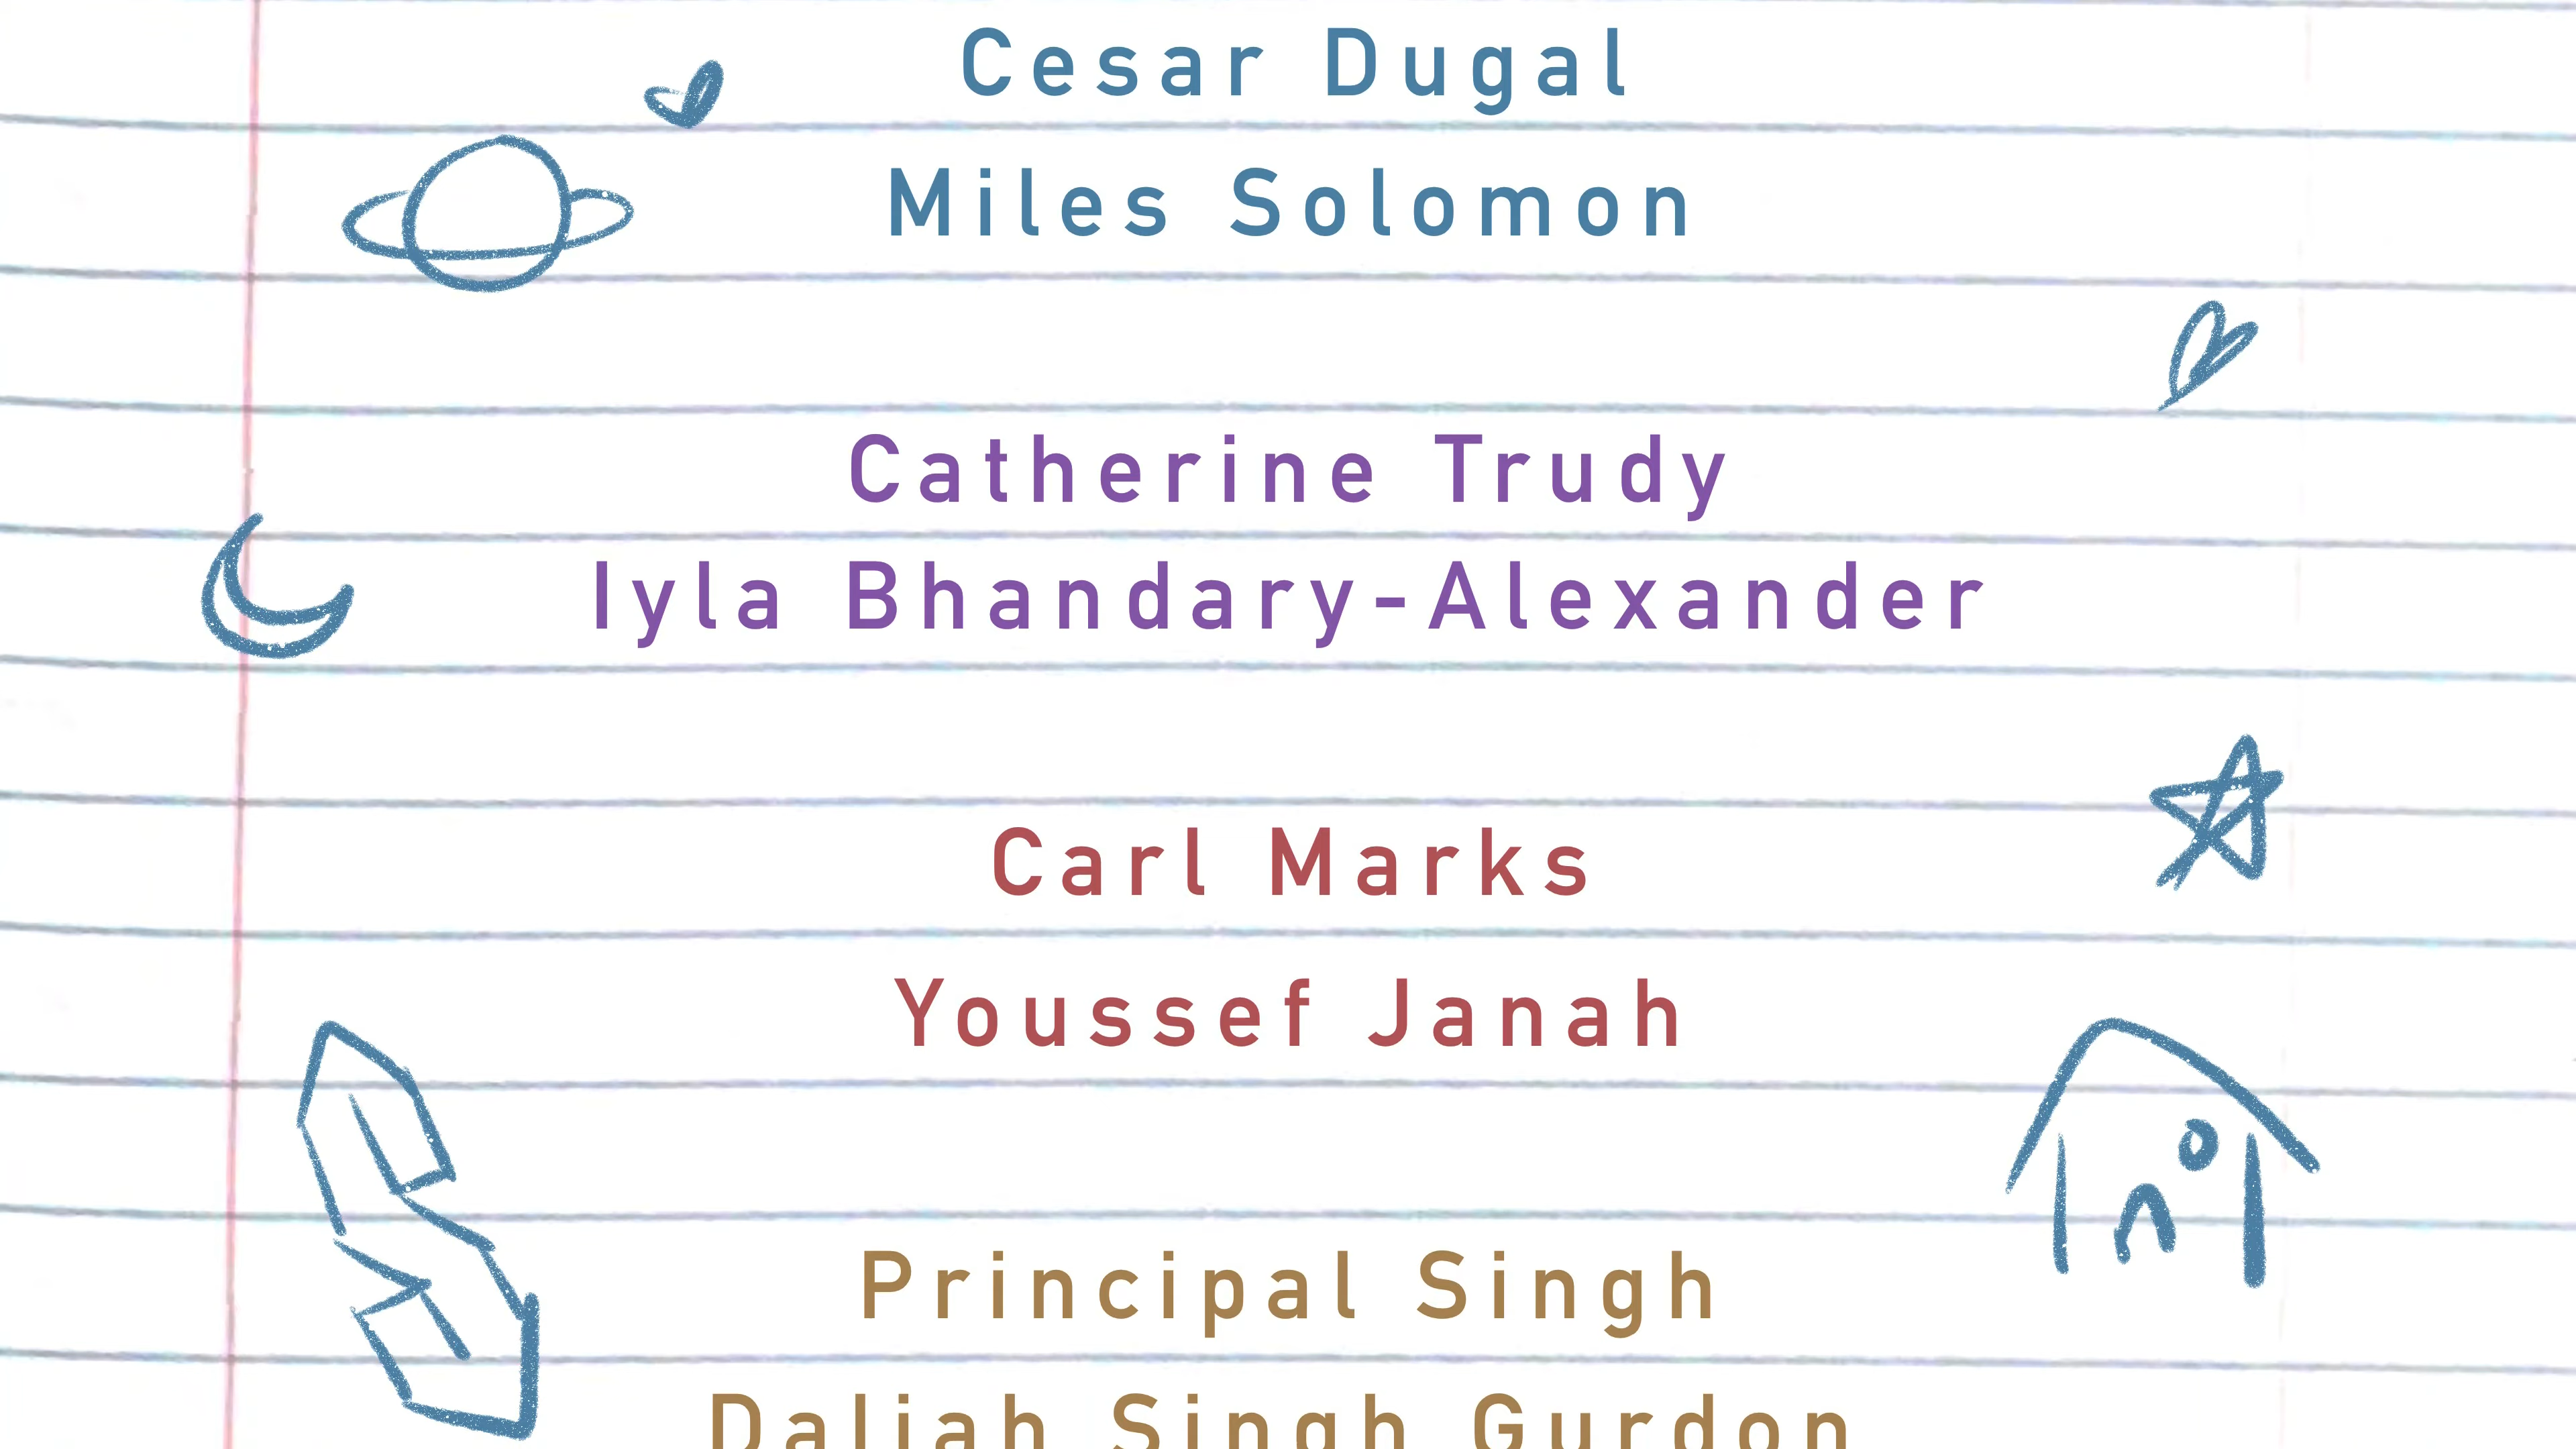 Cesar Dugal
Miles Solomon
Catherine Trudy
Iyla Bhandary-Alexander
Carl Marks
Youssef Janah
Principal Singh
Daliah Singh Gurdon